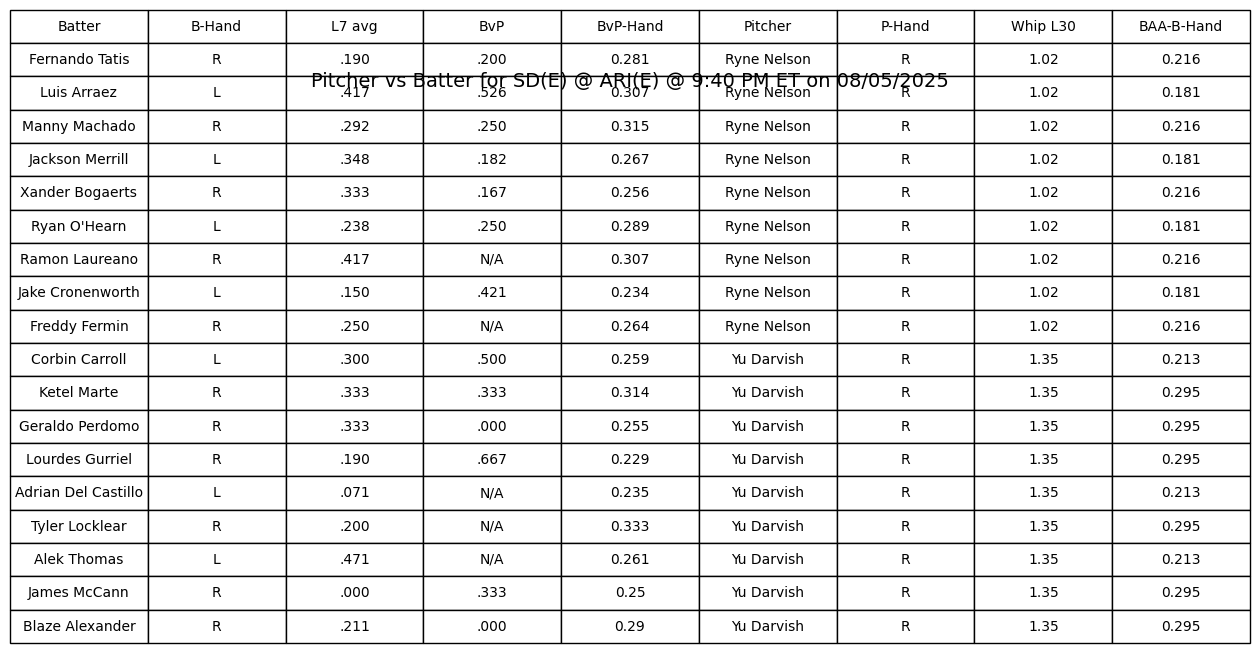 Batter B-Hand L7 avg BvP BvP-Hand Pitcher P-Hand Whip L30 BAA-B-Hand
Fernando Tatis R .190 .200 0.281 Ryne Nelson R 1.02 0.216
Pitcher vs Batter for SD(E) @ ARI(E) @ 9:40 PM ET on 08/05/2025
Luis Arraez L .417 .526 0.307 Ryne Nelson R 1.02 0.181
Manny Machado R .292 .250 0.315 Ryne Nelson R 1.02 0.216
Jackson Merrill L .348 .182 0.267 Ryne Nelson R 1.02 0.181
Xander Bogaerts R .333 .167 0.256 Ryne Nelson R 1.02 0.216
Ryan O'Hearn L .238 .250 0.289 Ryne Nelson R 1.02 0.181
Ramon Laureano R .417 N/A 0.307 Ryne Nelson R 1.02 0.216
Jake Cronenworth L .150 .421 0.234 Ryne Nelson R 1.02 0.181
Freddy Fermin R .250 N/A 0.264 Ryne Nelson R 1.02 0.216
Corbin Carroll L .300 .500 0.259 Yu Darvish R 1.35 0.213
Ketel Marte R .333 .333 0.314 Yu Darvish R 1.35 0.295
Geraldo Perdomo R .333 .000 0.255 Yu Darvish R 1.35 0.295
Lourdes Gurriel R .190 .667 0.229 Yu Darvish R 1.35 0.295
Adrian Del Castillo L .071 N/A 0.235 Yu Darvish R 1.35 0.213
Tyler Locklear R .200 N/A 0.333 Yu Darvish R 1.35 0.295
Alek Thomas L .471 N/A 0.261 Yu Darvish R 1.35 0.213
James McCann R .000 .333 0.25 Yu Darvish R 1.35 0.295
Blaze Alexander R .211 .000 0.29 Yu Darvish R 1.35 0.295